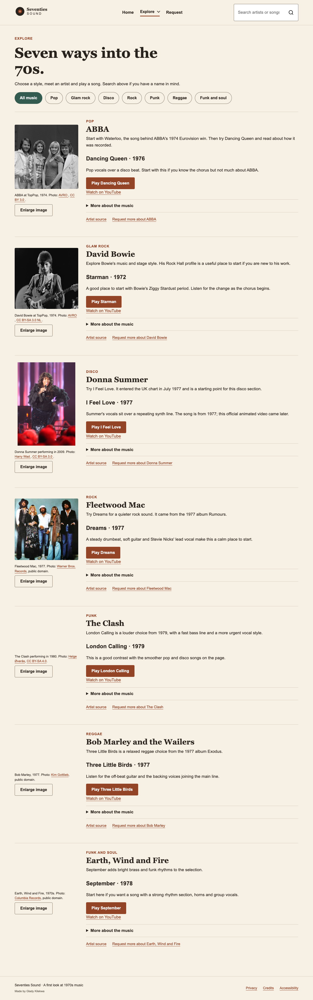 Seventies
SOUND
Home
Explore
Request
Search artists or songs
EXPLORE
Seven ways into the
70s.
Choose a style, meet an artist and play a song. Search above if you have a name in mind.
All music
Pop
Glam rock
Disco
Rock
Punk
Reggae
Funk and soul
ABBA at TopPop, 1974. Photo: AVRO , CC
BY 3.0 .
Enlarge image
POP
ABBA
Start with Waterloo, the song behind ABBA's 1974 Eurovision win. Then try Dancing Queen and read about how it
was recorded.
Dancing Queen · 1976
Pop vocals over a disco beat. Start with this if you know the chorus but not much about ABBA.
Play Dancing Queen
Watch on YouTube
More about the music
Artist source
Request more about ABBA
David Bowie at TopPop, 1974. Photo: AVRO
, CC BY-SA 3.0 NL .
Enlarge image
GLAM ROCK
David Bowie
Explore Bowie's music and stage style. His Rock Hall profile is a useful place to start if you are new to his work.
Starman · 1972
A good place to start with Bowie's Ziggy Stardust period. Listen for the change as the chorus begins.
Play Starman
Watch on YouTube
More about the music
Artist source
Request more about David Bowie
Donna Summer performing in 2009. Photo:
Harry Wad , CC BY-SA 3.0 .
Enlarge image
DISCO
Donna Summer
Try I Feel Love. It entered the UK chart in July 1977 and is a starting point for this disco section.
I Feel Love · 1977
Summer's vocals sit over a repeating synth line. The song is from 1977; this official animated video came later.
Play I Feel Love
Watch on YouTube
More about the music
Artist source
Request more about Donna Summer
Fleetwood Mac, 1977. Photo: Warner Bros.
Records, public domain.
Enlarge image
ROCK
Fleetwood Mac
Try Dreams for a quieter rock sound. It came from the 1977 album Rumours.
Dreams · 1977
A steady drumbeat, soft guitar and Stevie Nicks' lead vocal make this a calm place to start.
Play Dreams
Watch on YouTube
More about the music
Artist source
Request more about Fleetwood Mac
The Clash performing in 1980. Photo: Helge
Øverås, CC BY-SA 4.0.
Enlarge image
PUNK
The Clash
London Calling is a louder choice from 1979, with a fast bass line and a more urgent vocal style.
London Calling · 1979
This is a good contrast with the smoother pop and disco songs on the page.
Play London Calling
Watch on YouTube
More about the music
Artist source
Request more about The Clash
Bob Marley, 1977. Photo: Kim Gottlieb,
public domain.
Enlarge image
REGGAE
Bob Marley and the Wailers
Three Little Birds is a relaxed reggae choice from the 1977 album Exodus.
Three Little Birds · 1977
Listen for the off-beat guitar and the backing voices joining the main line.
Play Three Little Birds
Watch on YouTube
More about the music
Artist source
Request more about Bob Marley
Earth, Wind and Fire, 1970s. Photo:
Columbia Records, public domain.
Enlarge image
FUNK AND SOUL
Earth, Wind and Fire
September adds bright brass and funk rhythms to the selection.
September · 1978
Start here if you want a song with a strong rhythm section, horns and group vocals.
Play September
Watch on YouTube
More about the music
Artist source
Request more about Earth, Wind and Fire
Seventies Sound · A first look at 1970s music
Made by Glady Kilekwa
Privacy
Credits
Accessibility